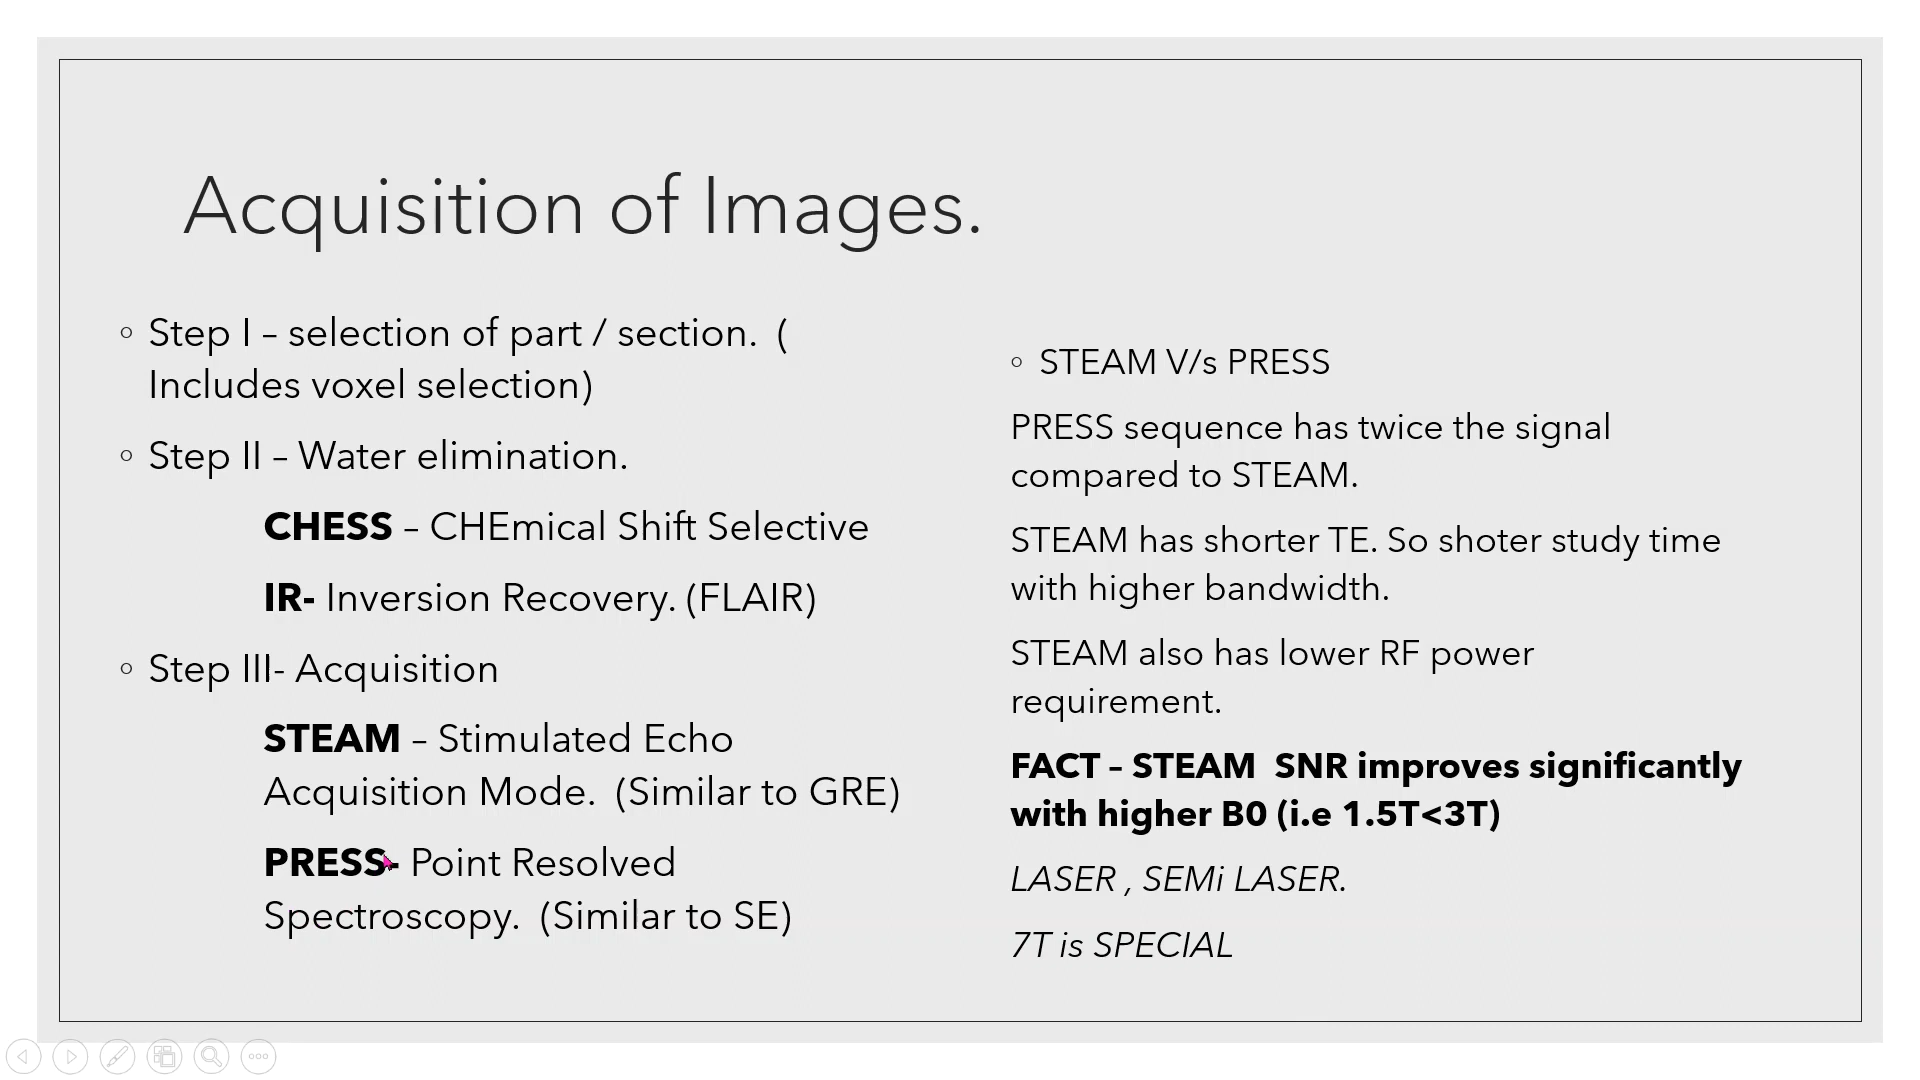 Acquisition of Images.
◦ Step I – selection of part / section.  (
Includes voxel selection)
◦ Step II – Water elimination.
CHESS – CHEmical Shift Selective
IR- Inversion Recovery. (FLAIR)
◦ Step III- Acquisition
STEAM – Stimulated Echo
Acquisition Mode.  (Similar to GRE)
PRESS- Point Resolved
Spectroscopy.  (Similar to SE)
◦ STEAM V/s PRESS
PRESS sequence has twice the signal
compared to STEAM.
STEAM has shorter TE. So shoter study time
with higher bandwidth.
STEAM also has lower RF power
requirement.
FACT – STEAM  SNR improves significantly
with higher B0 (i.e 1.5T<3T)
LASER , SEMi LASER.
7T is SPECIAL